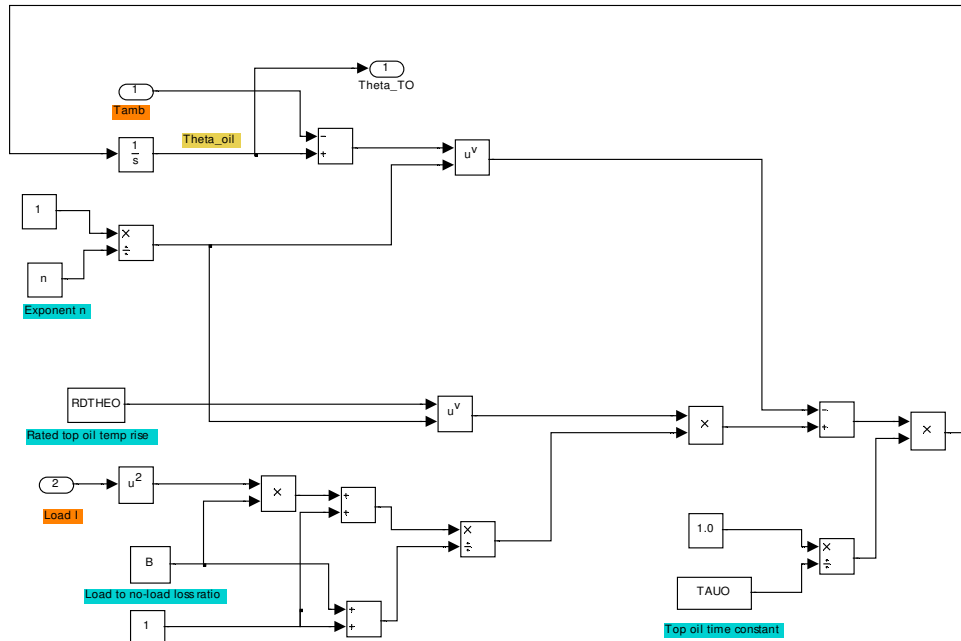 1
Theta_TO
1
Tamb
Theta_oil
1
s
- 
+
u^v
1
×
÷
n
Exponent n
RDTHEO
u^v
Rated top oil temp rise
×
-
+
×
2
u^2
Load I
×
+
+
×
÷
1.0
×
÷
B
Load to no-load loss ratio
TAUO
+
+
1
Top oil time constant